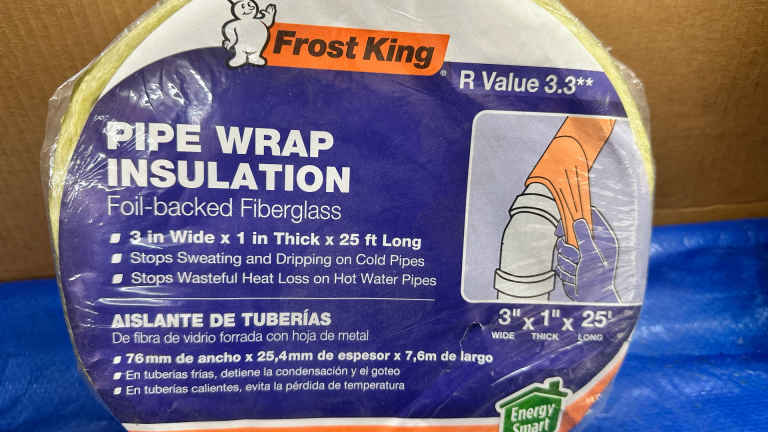 Frost King
R Value 3.3**
PIPE WRAP
INSULATION
Foil-backed Fiberglass
3 in Wide x 1 in Thick x 25 ft Long
Stops Sweating and Dripping on Cold Pipes
Stops Wasteful Heat Loss on Hot Water Pipes
3" x 1" x 25'
WIDE THICK LONG
AISLANTE DE TUBERÍAS
De fibra de vidrio forrada con hoja de metal
76mm de ancho x 25,4mm de espesor x 7,6m de largo
En tuberías frías, detiene la condensación y el goteo
En tuberías calientes, evita la pérdida de temperatura
Energy
Smart